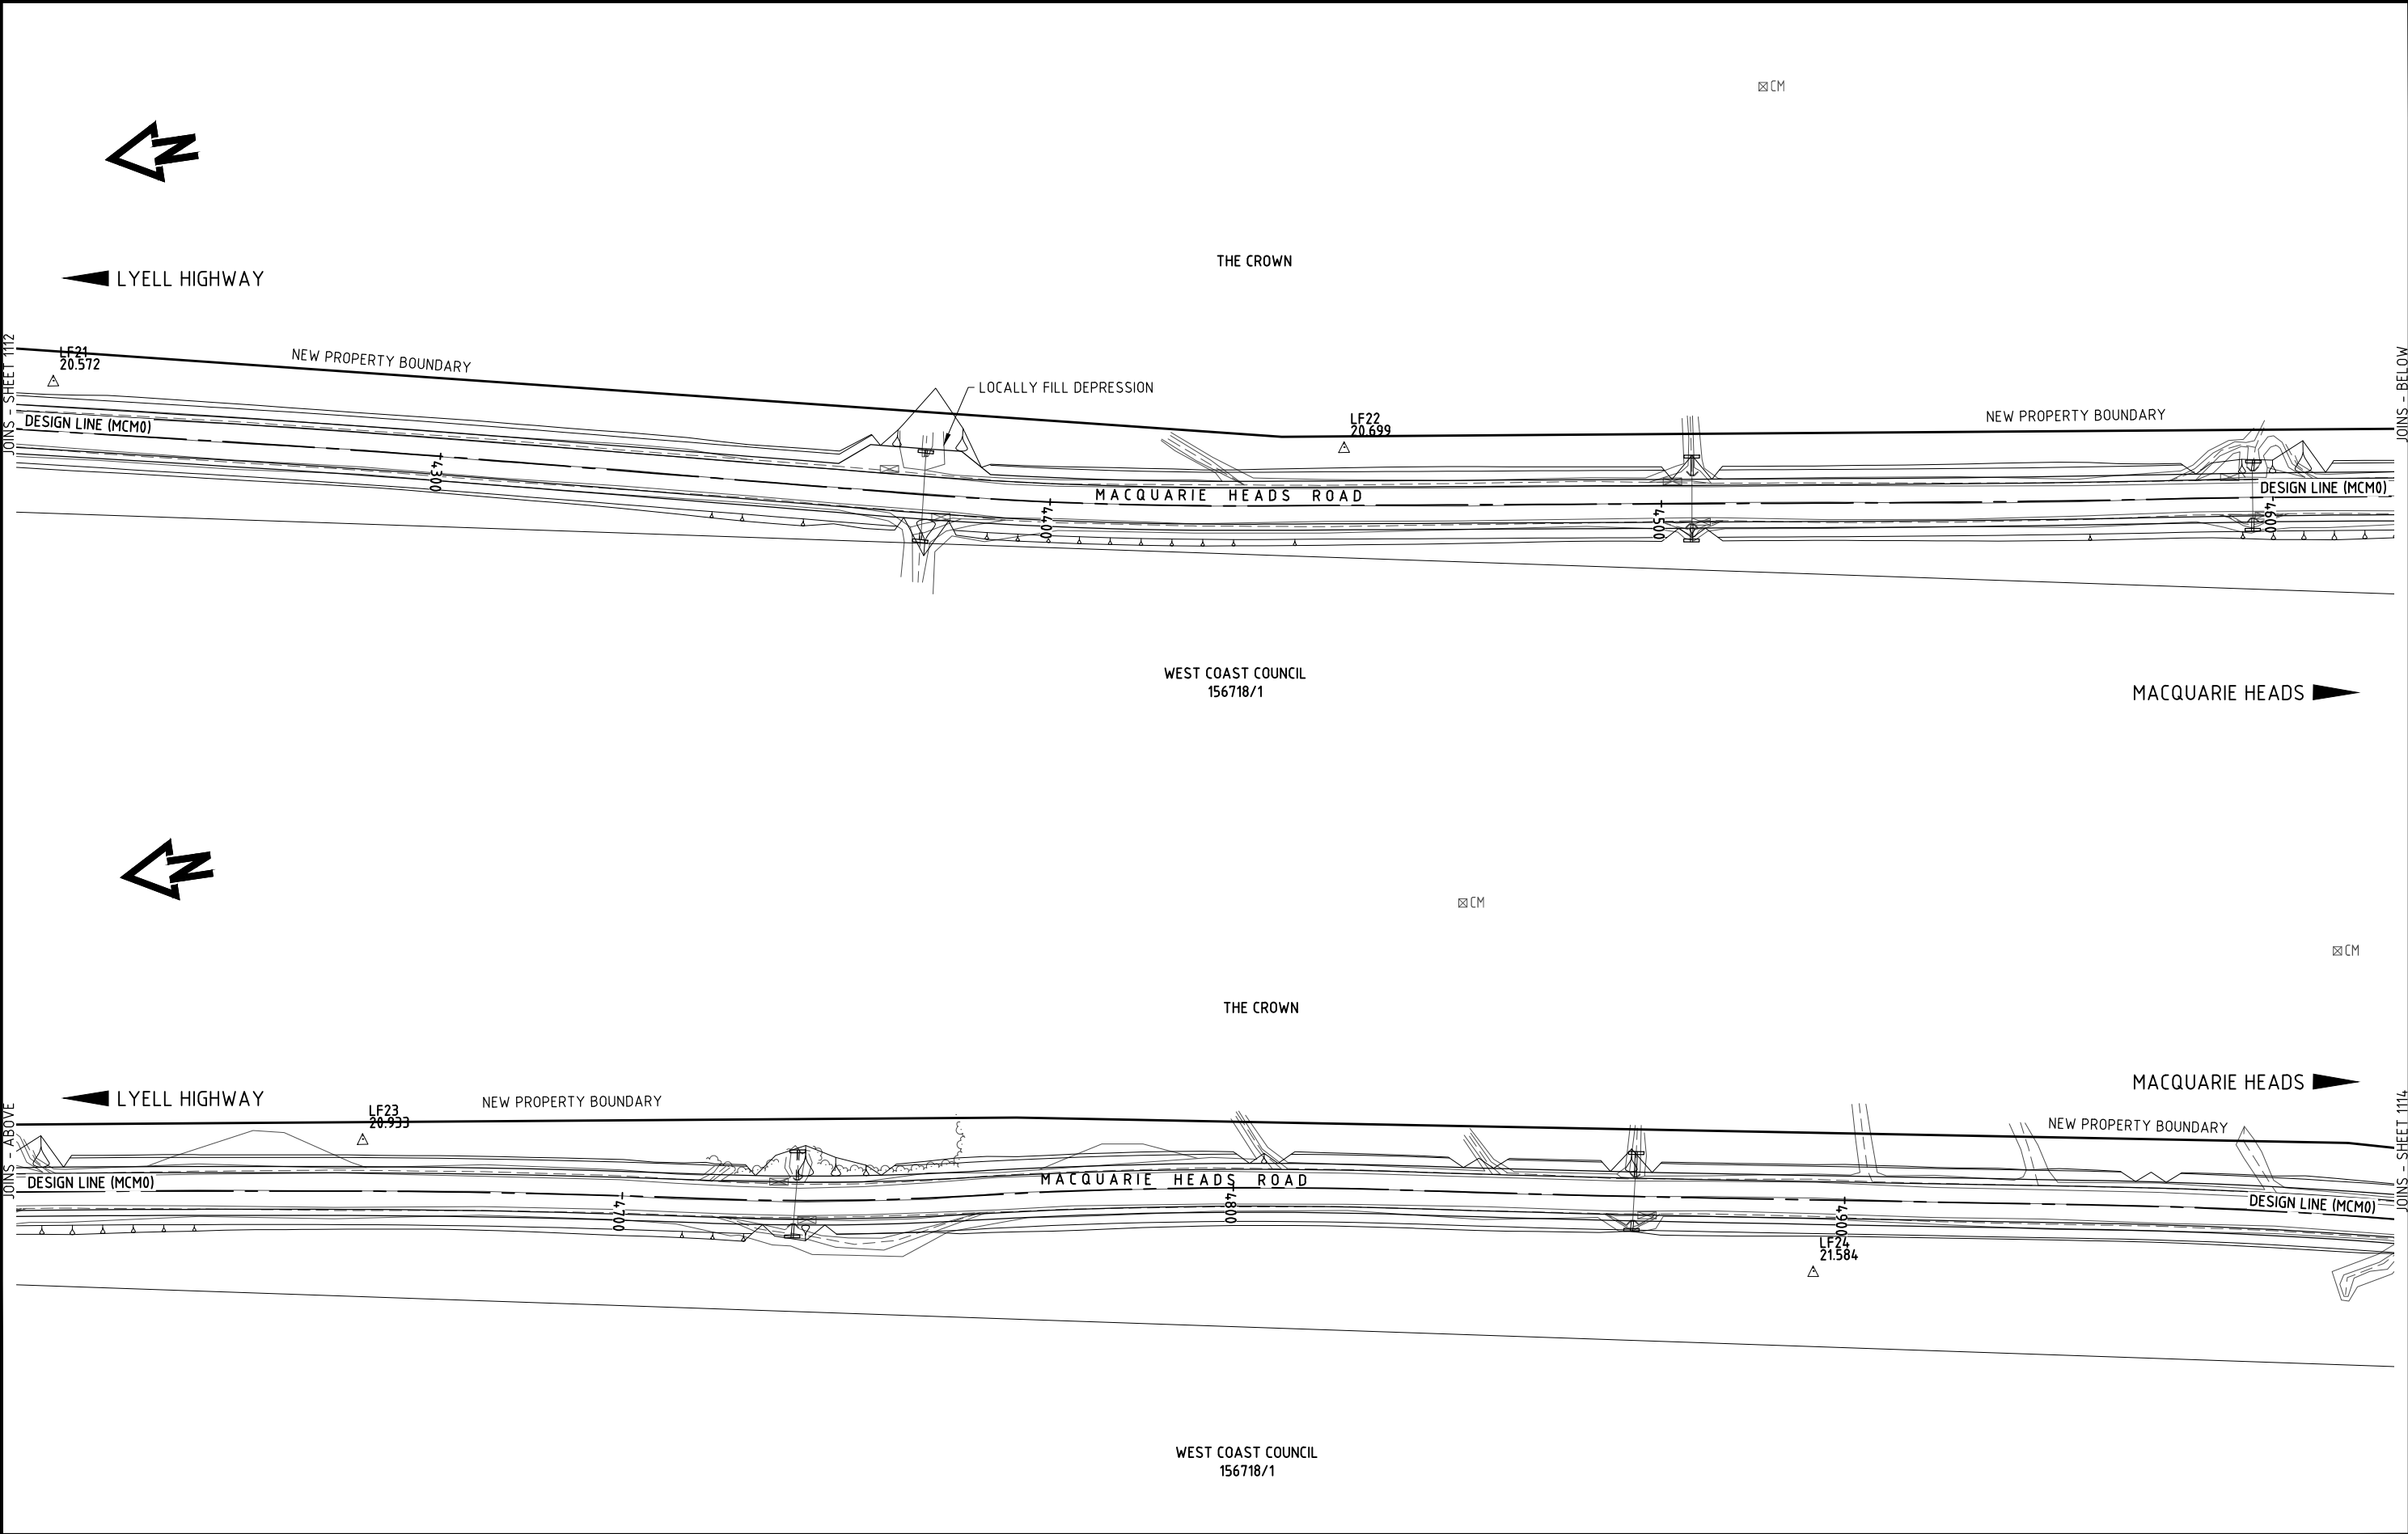 CM
N
THE CROWN
LYELL HIGHWAY
JOINS - SHEET 1112
JOINS - BELOW
LF21
20.572
NEW PROPERTY BOUNDARY
LOCALLY FILL DEPRESSION
LF22
20.699
NEW PROPERTY BOUNDARY
DESIGN LINE (MCM0)
4300
4400
MACQUARIE HEADS ROAD
4500
4600
DESIGN LINE (MCM0)
WEST COAST COUNCIL
156718/1
MACQUARIE HEADS
N
CM
CM
THE CROWN
MACQUARIE HEADS
LYELL HIGHWAY
JOINS - ABOVE
JOINS - SHEET 1114
NEW PROPERTY BOUNDARY
LF23
20.933
NEW PROPERTY BOUNDARY
DESIGN LINE (MCM0)
4700
MACQUARIE HEADS ROAD
4800
4900
DESIGN LINE (MCM0)
LF24
21.584
WEST COAST COUNCIL
156718/1